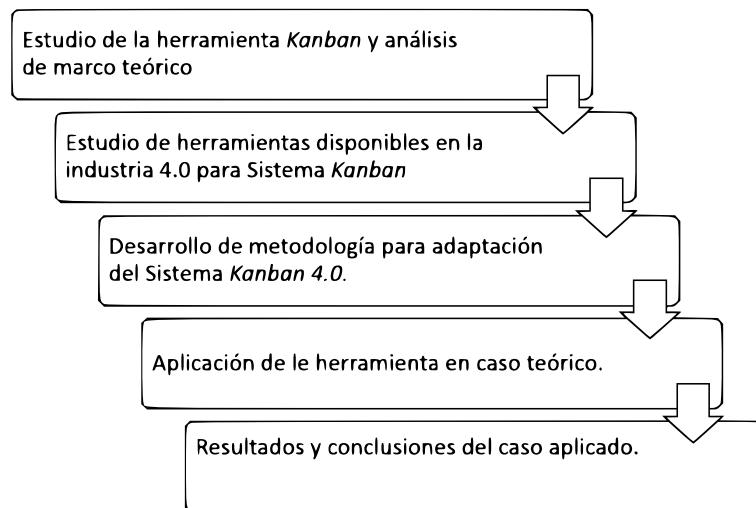 Estudio de la herramienta Kanban y análisis
de marco teórico
Estudio de herramientas disponibles en la
industria 4.0 para Sistema Kanban
Desarrollo de metodología para adaptación
del Sistema Kanban 4.0.
Aplicación de le herramienta en caso teórico.
Resultados y conclusiones del caso aplicado.